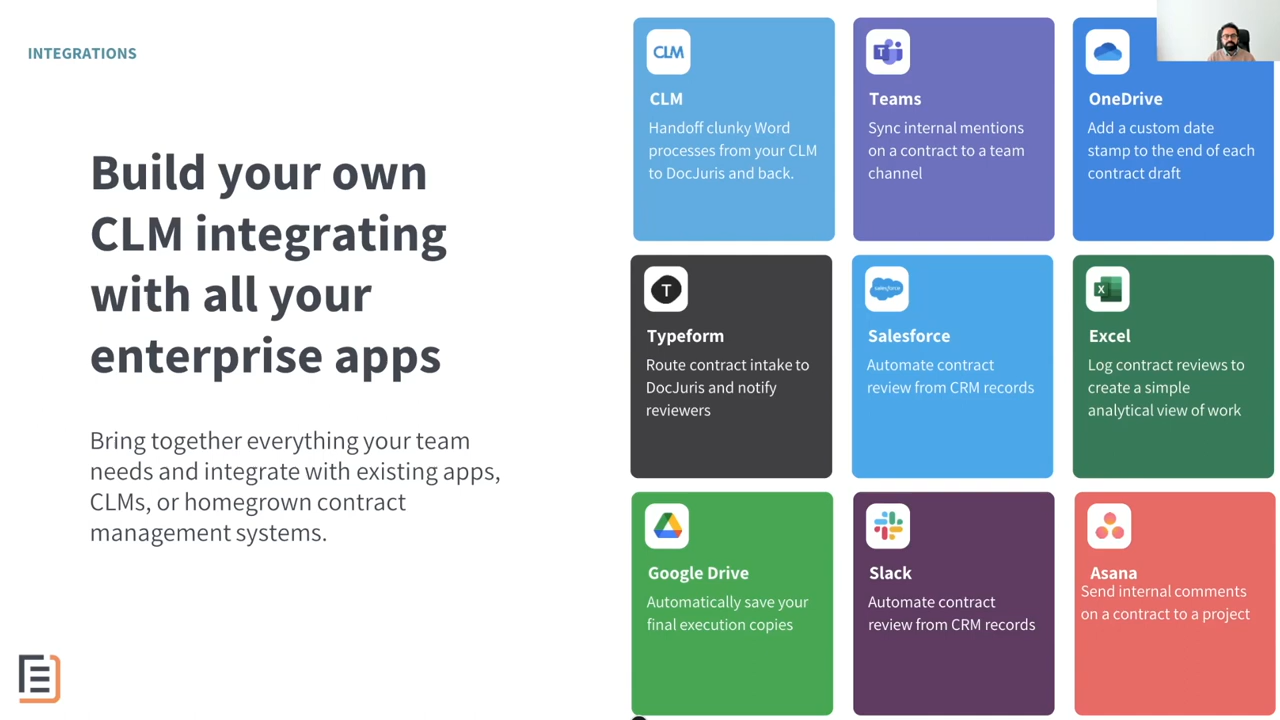 INTEGRATIONS
Build your own
CLM integrating
with all your
enterprise apps
Bring together everything your team
needs and integrate with existing apps,
CLMs, or homegrown contract
management systems.
CLM
CLM
Handoff clunky Word
processes from your CLM
to DocJuris and back.
Teams
Sync internal mentions
on a contract to a team
channel
OneDrive
Add a custom date
stamp to the end of each
contract draft
T
Typeform
Route contract intake to
DocJuris and notify
reviewers
salesforce
Salesforce
Automate contract
review from CRM records
X
Excel
Log contract reviews to
create a simple
analytical view of work
Google Drive
Automatically save your
final execution copies
Slack
Automate contract
review from CRM records
Asana
Send internal comments
on a contract to a project